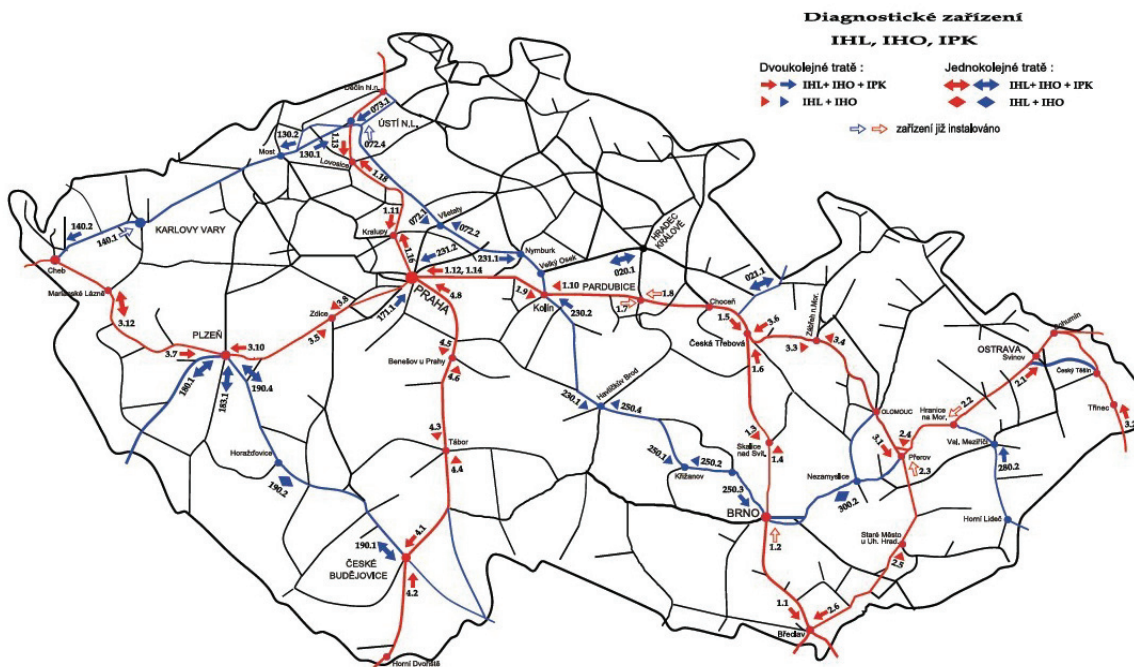 Diagnostické zařízení
IHL, IHO, IPK
Dvoukolejné tratě :
Jednokolejné tratě :
IHL+ IHO + IPK
IHL+ IHO + IPK
IHL + IHO
IHL + IHO
zařízení již instalováno
Děčín hl.n.
073.1
ÚSTÍ N.L.
130.2
130.1
Most
1.13
072.4
Lovosice
1.18
140.2
140.1
KARLOVY VARY
Cheb
1.11
Kralupy
1.16
072.1
Všetaty
072.2
231.2
231.1
Nymburk
Velký Osek
HRADEC
KRÁLOVÉ
020.1
021.1
1.12, 1.14
PRAHA
4.8
171.1
1.9
Kolín
1.10
PARDUBICE
1.8
1.7
230.2
Choceň
1.5
3.6
Česká Třebová
1.6
Zábřeh n.Mor.
3.3
3.4
Mariánské Lázně
3.12
Zdice
3.8
3.5
PLZEŇ
3.7
3.10
180.1
183.1
190.4
4.5
Benešov u Prahy
4.6
Bohumín
OSTRAVA
Svinov
2.1
Český Těšín
Třinec
3.2
Havlíčkův Brod
230.1
250.4
OLOMOUC
Hranice
na Mor.
2.2
Val. Meziříčí
280.2
Horažďovice
190.2
4.3
Tábor
4.4
250.1
250.2
Křižanov
250.3
1.3
Skalice
nad Svit.
1.4
3.1
2.4
Přerov
2.3
Nezamyslice
300.2
BRNO
1.2
Horní Lideč
Staré Město
u Uh. Hrad.
2.5
190.1
4.1
ČESKÉ
BUDĚJOVICE
4.2
1.1
2.6
Břeclav
Horní Dvořiště